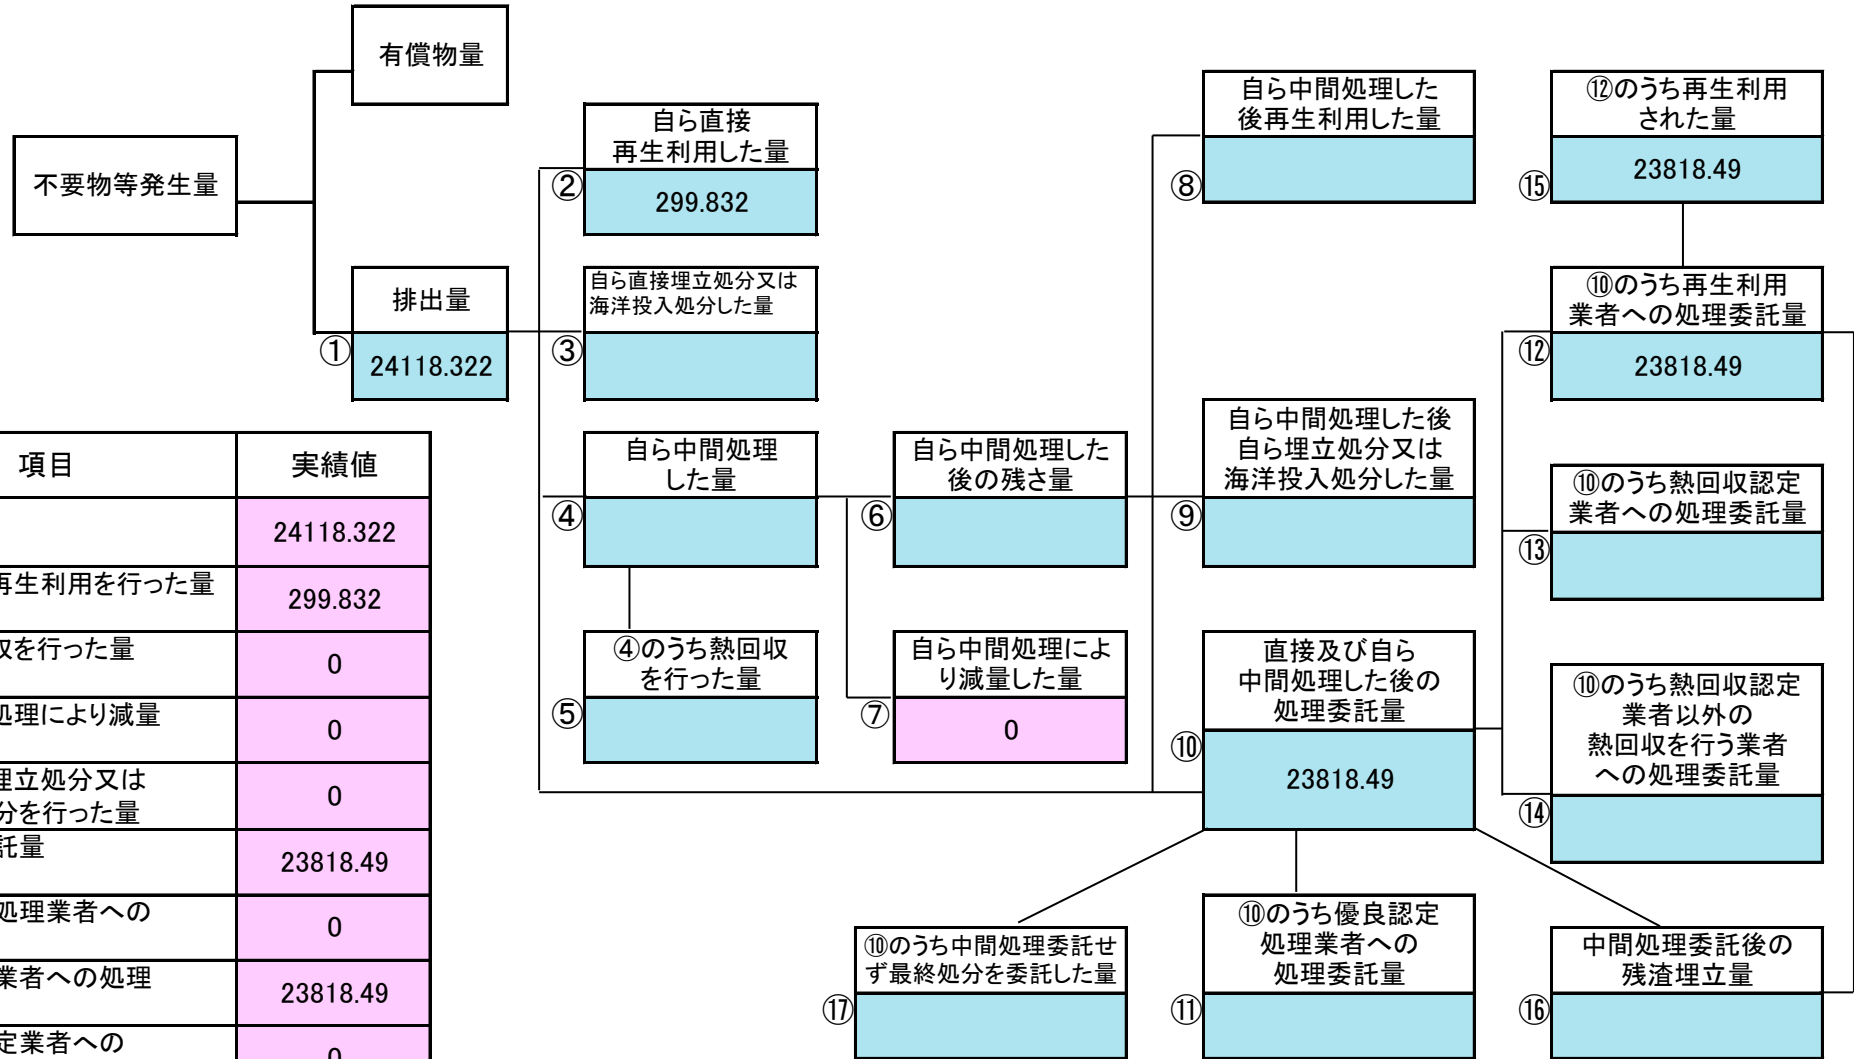 有償物量
不要物等発生量
排出量
①
24118.322
自ら直接
再生利用した量
②
299.832
自ら直接埋立処分又は
海洋投入処分した量
③
自ら中間処理
した量
④
④のうち熱回収
を行った量
⑤
自ら中間処理した
後の残さ量
⑥
自ら中間処理によ
り減量した量
⑦
0
自ら中間処理した
後再生利用した量
⑧
自ら中間処理した後
自ら埋立処分又は
海洋投入処分した量
⑨
直接及び自ら
中間処理した後の
処理委託量
⑩
23818.49
⑩のうち優良認定
処理業者への
処理委託量
⑪
⑫のうち再生利用
された量
⑮
23818.49
⑩のうち再生利用
業者への処理委託量
⑫
23818.49
⑩のうち熱回収認定
業者への処理委託量
⑬
⑩のうち熱回収認定
業者以外の
熱回収を行う業者
への処理委託量
⑭
中間処理委託後の
残渣埋立量
⑯
⑩のうち中間処理委託せ
ず最終処分を委託した量
⑰
項目 実績値
24118.322
再生利用を行った量 299.832
収を行った量 0
処理により減量 0
埋立処分又は
分を行った量 0
託量 23818.49
処理業者への 0
業者への処理 23818.49
定業者への 0